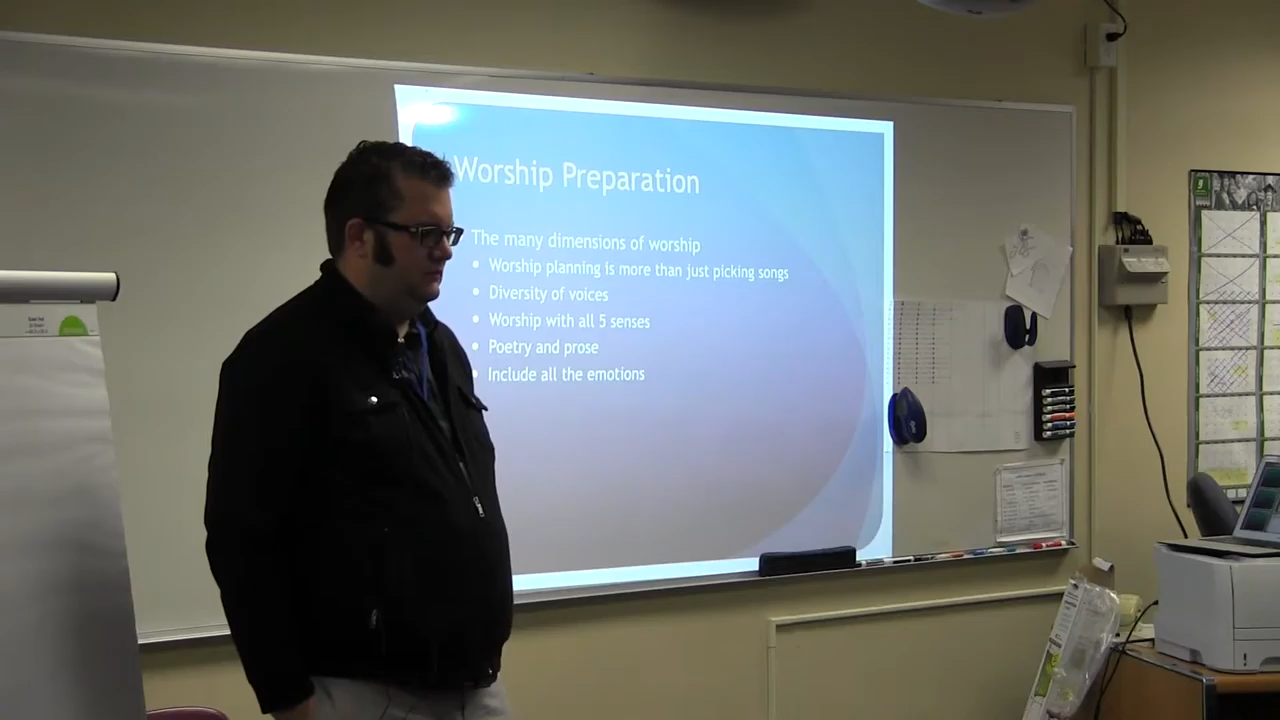 Worship Preparation
The many dimensions of worship
• Worship planning is more than just picking songs
• Diversity of voices
• Worship with all 5 senses
• Poetry and prose
• Include all the emotions